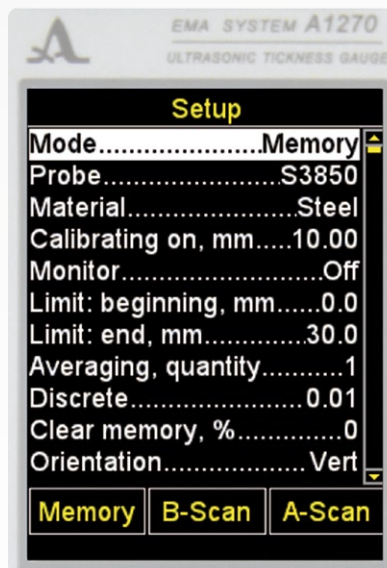 EMA SYSTEM A1270
ULTRASONIC TICKNESS GAUGE
Setup
Mode......................Memory
Probe.......................S3850
Material......................Steel
Calibrating on, mm.....10.00
Monitor..........................Off
Limit: beginning, mm......0.0
Limit: end, mm..............30.0
Averaging, quantity...........1
Discrete...................... 0.01
Clear memory, %.............0
Orientation.................. Vert
Memory B-Scan A-Scan